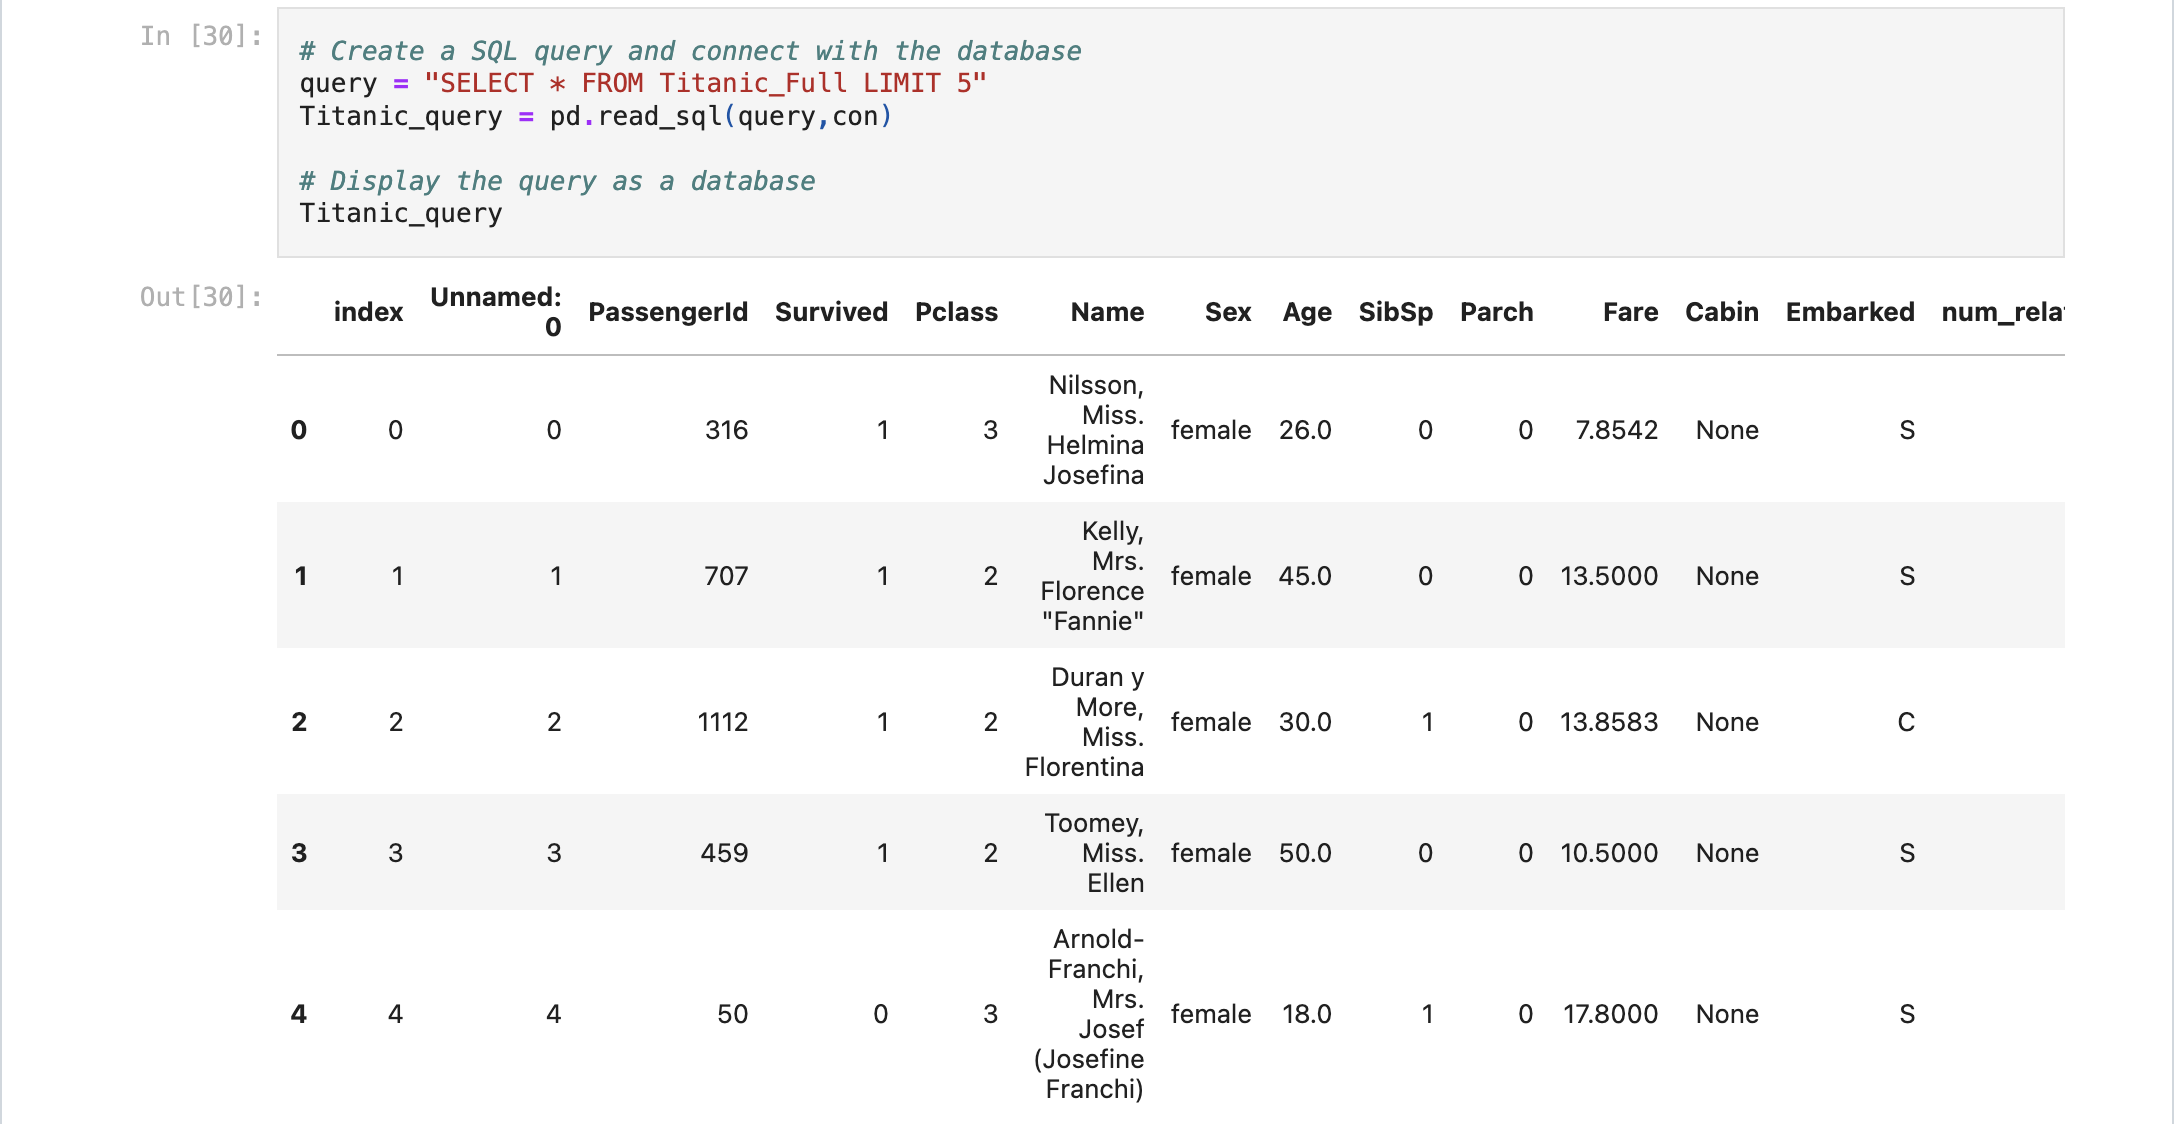 In [30]:
# Create a SQL query and connect with the database
query = "SELECT * FROM Titanic_Full LIMIT 5"
Titanic_query = pd.read_sql(query,con)
# Display the query as a database
Titanic_query
Out[30]:
index Unnamed: 0 PassengerId Survived Pclass Name Sex Age SibSp Parch Fare Cabin Embarked num_rela
0 0 0 316 1 3 Nilsson, Miss. Helmina Josefina female 26.0 0 0 7.8542 None S
1 1 1 707 1 2 Kelly, Mrs. Florence "Fannie" female 45.0 0 0 13.5000 None S
2 2 2 1112 1 2 Duran y More, Miss. Florentina female 30.0 1 0 13.8583 None C
3 3 3 459 1 2 Toomey, Miss. Ellen female 50.0 0 0 10.5000 None S
4 4 4 50 0 3 Arnold-Franchi, Mrs. Josef (Josefine Franchi) female 18.0 1 0 17.8000 None S